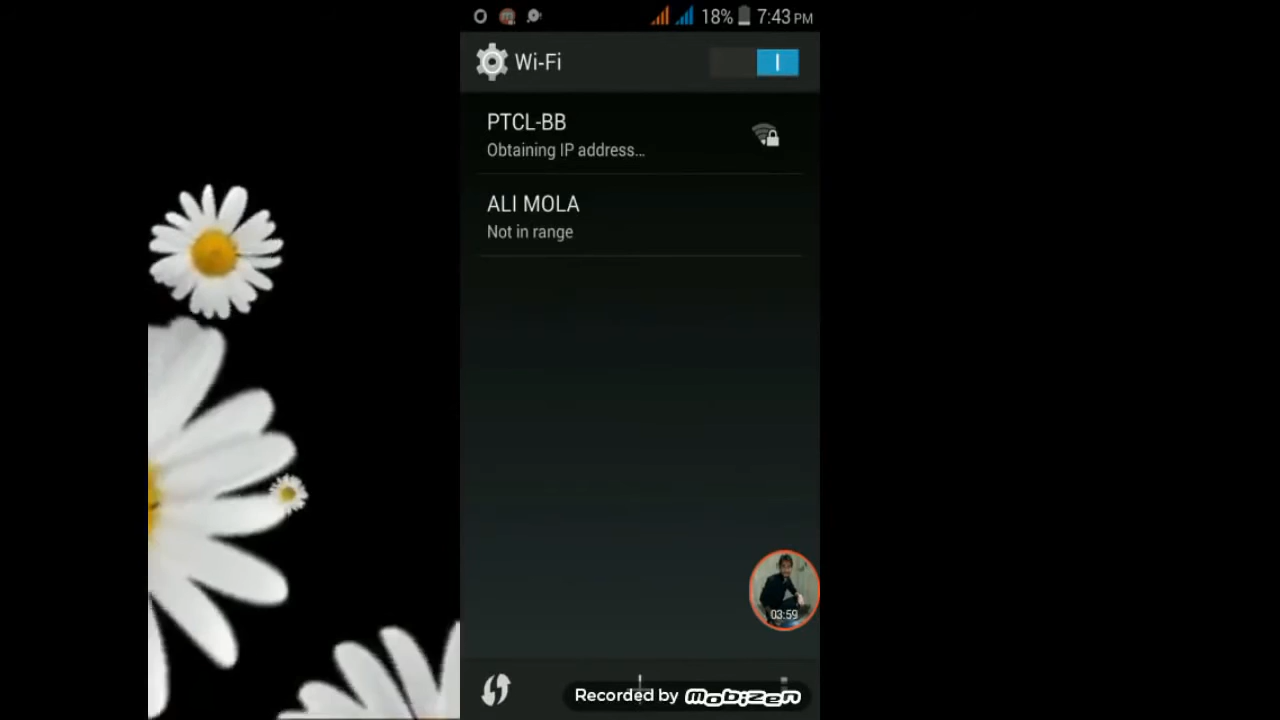 18% 7:43 PM
Wi-Fi
PTCL-BB
Obtaining IP address...
ALI MOLA
Not in range
03:59
Recorded by Mobizen